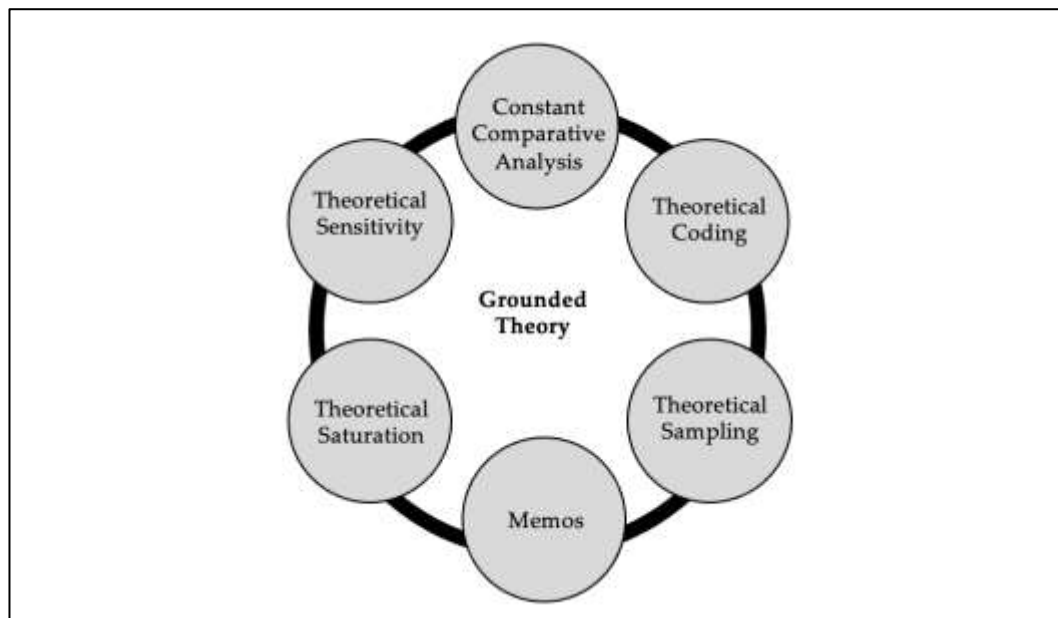 Constant
Comparative
Analysis
Theoretical
Sensitivity
Theoretical
Coding
Grounded
Theory
Theoretical
Saturation
Theoretical
Sampling
Memos